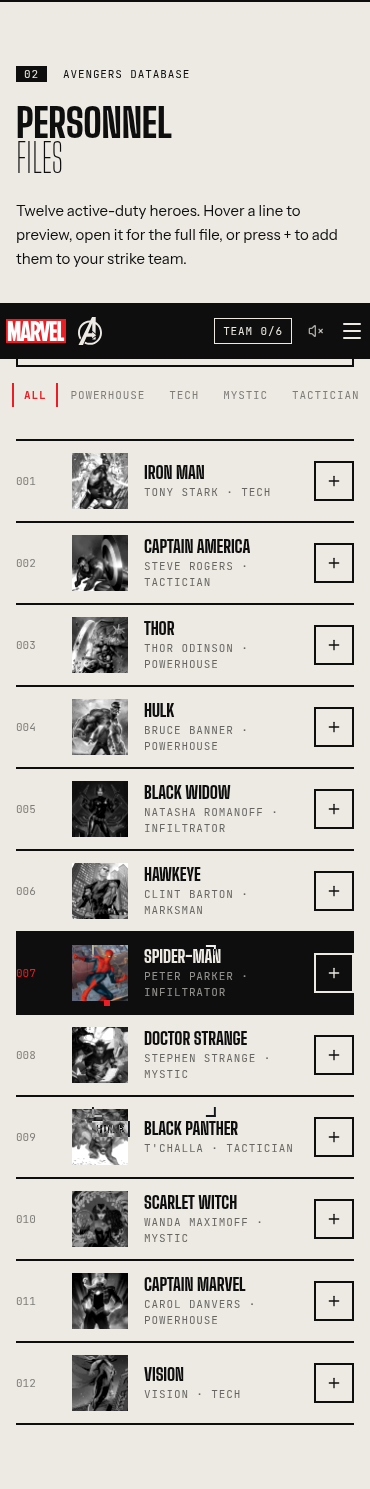 02 AVENGERS DATABASE
PERSONNEL
FILES
Twelve active-duty heroes. Hover a line to
preview, open it for the full file, or press + to add
them to your strike team.
MARVEL TEAM 0/6
ALL POWERHOUSE TECH MYSTIC TACTICIAN
001 IRON MAN +
TONY STARK · TECH
002 CAPTAIN AMERICA +
STEVE ROGERS ·
TACTICIAN
003 THOR +
THOR ODINSON ·
POWERHOUSE
004 HULK +
BRUCE BANNER ·
POWERHOUSE
005 BLACK WIDOW +
NATASHA ROMANOFF ·
INFILTRATOR
006 HAWKEYE +
CLINT BARTON ·
MARKSMAN
007 SPIDER-MAN +
PETER PARKER ·
INFILTRATOR
008 DOCTOR STRANGE +
STEPHEN STRANGE ·
MYSTIC
009 BLACK PANTHER +
T'CHALLA · TACTICIAN
010 SCARLET WITCH +
WANDA MAXIMOFF ·
MYSTIC
011 CAPTAIN MARVEL +
CAROL DANVERS ·
POWERHOUSE
012 VISION +
VISION · TECH